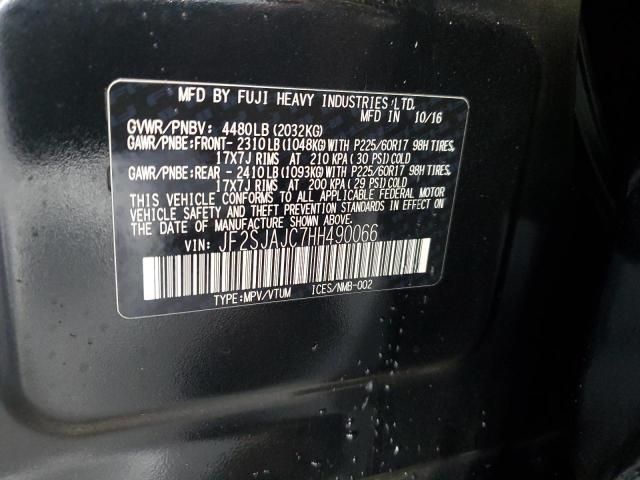 MFD BY FUJI HEAVY INDUSTRIES,LTD.
MFD IN 10/16
GVWR/PNBV: 4480LB(2032KG)
GAWR/PNBE:FRONT- 2310LB(1048KG)WITH P225/60R17 98H TIRES,
17X7J RIMS AT 210 KPA(30 PSI)COLD
GAWR/PNBE:REAR - 2410LB(1093KG)WITH P225/60R17 98H TIRES,
17X7J RIMS AT 200 KPA(29 PSI)COLD
THIS VEHICLE CONFORMS TO ALL APPLICABLE FEDERAL MOTOR
VEHICLE SAFETY AND THEFT PREVENTION STANDARDS IN EFFECT ON
THE DATE OF MANUFACTURE SHOWN ABOVE.
VIN: JF2SJAJC7HH490066
TYPE:MPV/VTUM ICES/NMB-002